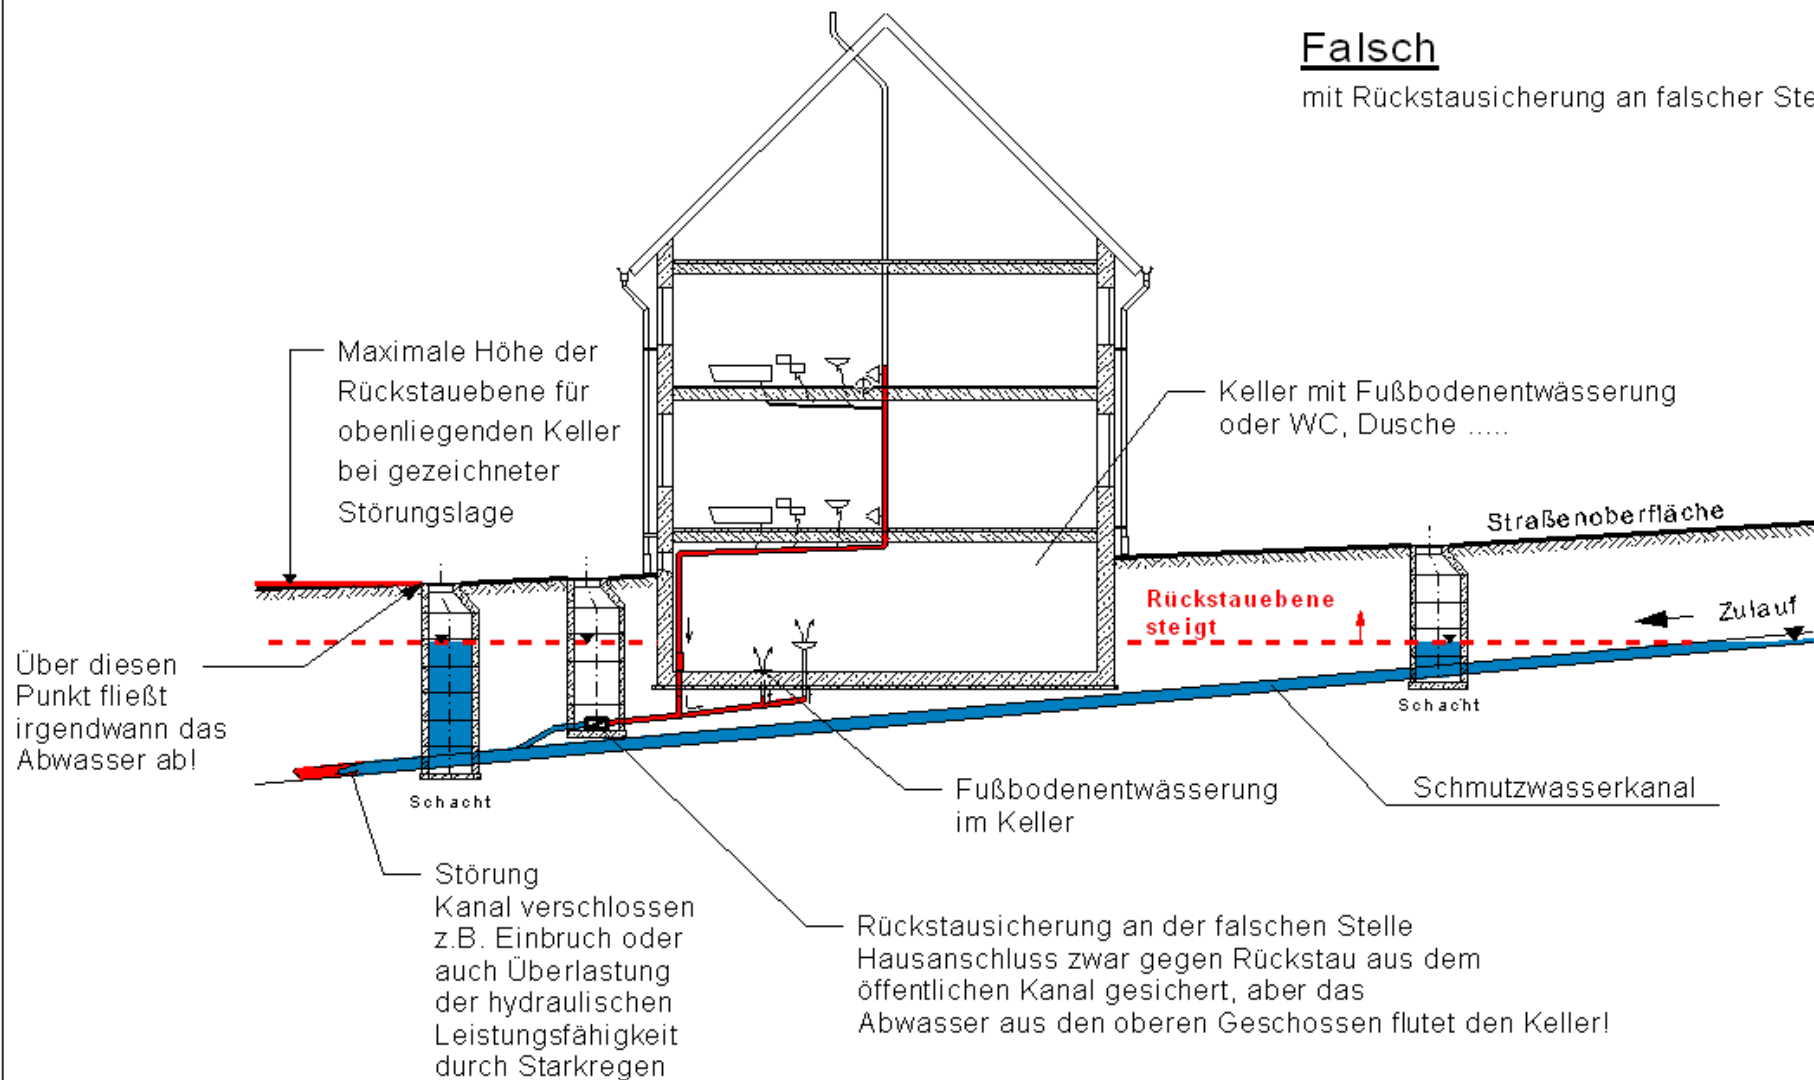 Falsch
mit Rückstausicherung an falscher Ste
Maximale Höhe der
Rückstauebene für
obenliegenden Keller
bei gezeichneter
Störungslage
Keller mit Fußbodenentwässerung
oder WC, Dusche .....
Straßenoberfläche
Rückstauebene
steigt
Zulauf
Über diesen
Punkt fließt
irgendwann das
Abwasser ab!
Schacht
Schacht
Fußbodenentwässerung
im Keller
Schmutzwasserkanal
Störung
Kanal verschlossen
z.B. Einbruch oder
auch Überlastung
der hydraulischen
Leistungsfähigkeit
durch Starkregen
Rückstausicherung an der falschen Stelle
Hausanschluss zwar gegen Rückstau aus dem
öffentlichen Kanal gesichert, aber das
Abwasser aus den oberen Geschossen flutet den Keller!